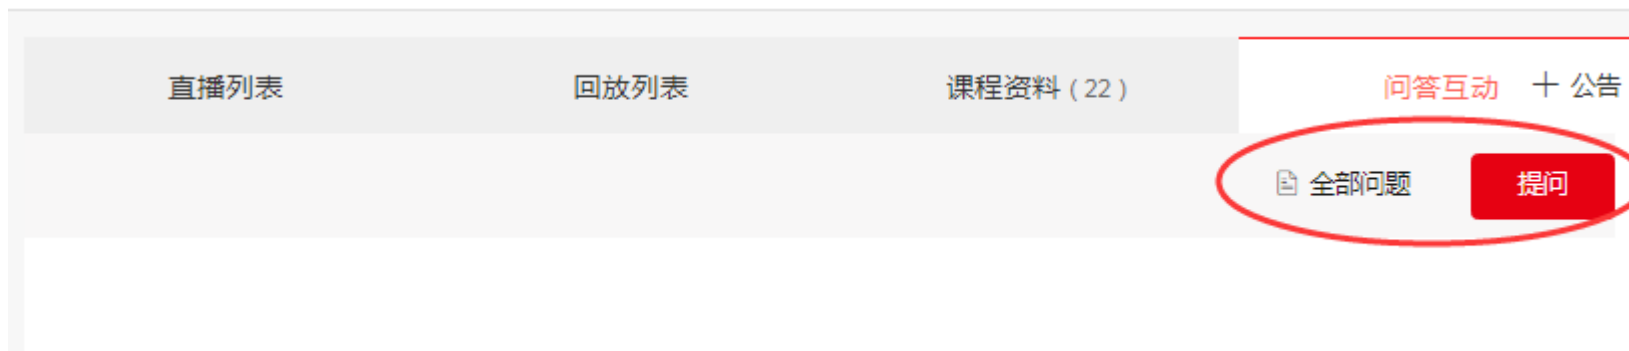 直播列表 回放列表 课程资料 ( 22 ) 问答互动 + 公告
全部问题 提问